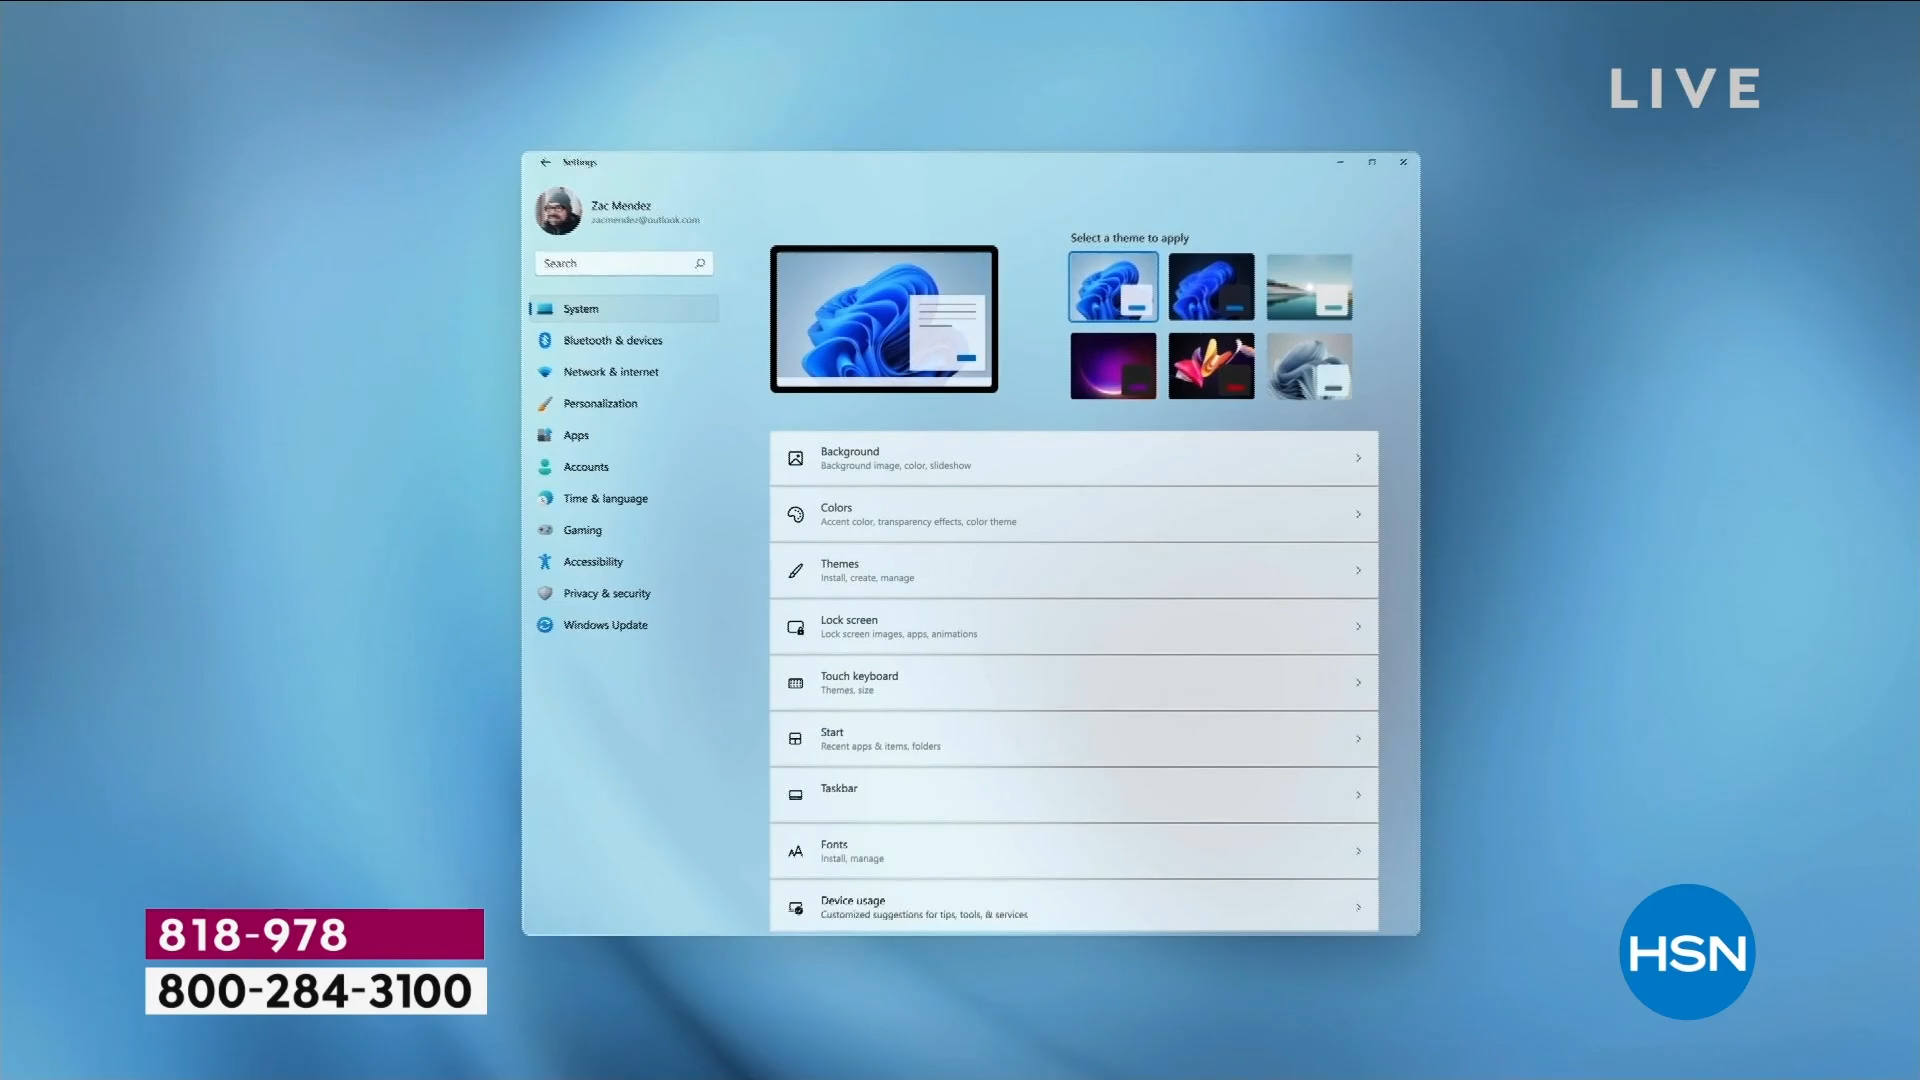 LIVE
Settings
Zac Mendez
zacmendez@outlook.com
Search
System
Bluetooth & devices
Network & internet
Personalization
Apps
Accounts
Time & language
Gaming
Accessibility
Privacy & security
Windows Update
Select a theme to apply
Background
Background image, color, slideshow
Colors
Accent color, transparency effects, color theme
Themes
Install, create, manage
Lock screen
Lock screen images, apps, animations
Touch keyboard
Themes, size
Start
Recent apps & items, folders
Taskbar
Fonts
Install, manage
Device usage
Customized suggestions for tips, tools, & services
818-978
800-284-3100
HSN